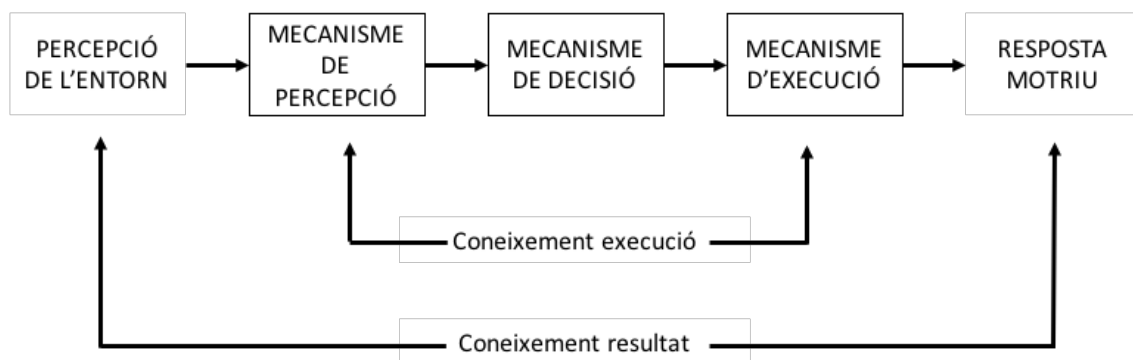 PERCEPCIÓ
DE L'ENTORN
MECANISME
DE
PERCEPCIÓ
MECANISME
DE DECISIÓ
MECANISME
D'EXECUCIÓ
RESPOSTA
MOTRIU
Coneixement execució
Coneixement resultat